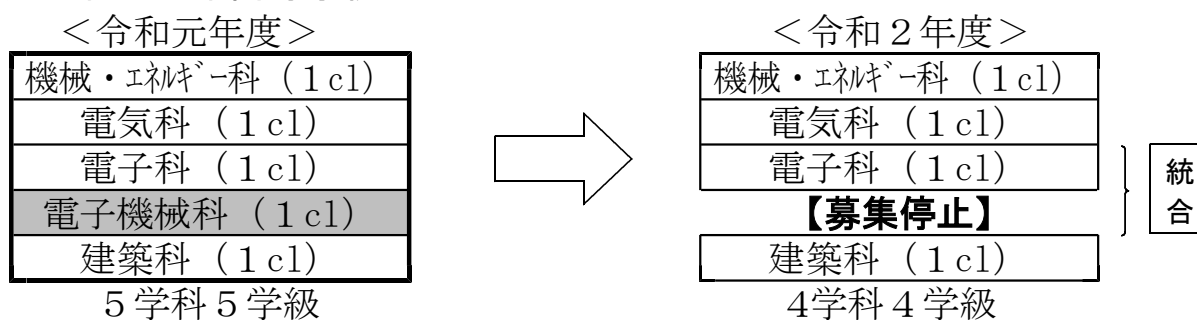 ＜令和元年度＞
機械・ｴﾈﾙｷﾞｰ科（１cl）
電気科（１cl）
電子科（１cl）
電子機械科（１cl）
建築科（１cl）
５学科５学級
＜令和２年度＞
機械・ｴﾈﾙｷﾞｰ科（１cl）
電気科（１cl）
電子科（１cl）
【募集停止】
建築科（１cl）
4学科４学級
統
合